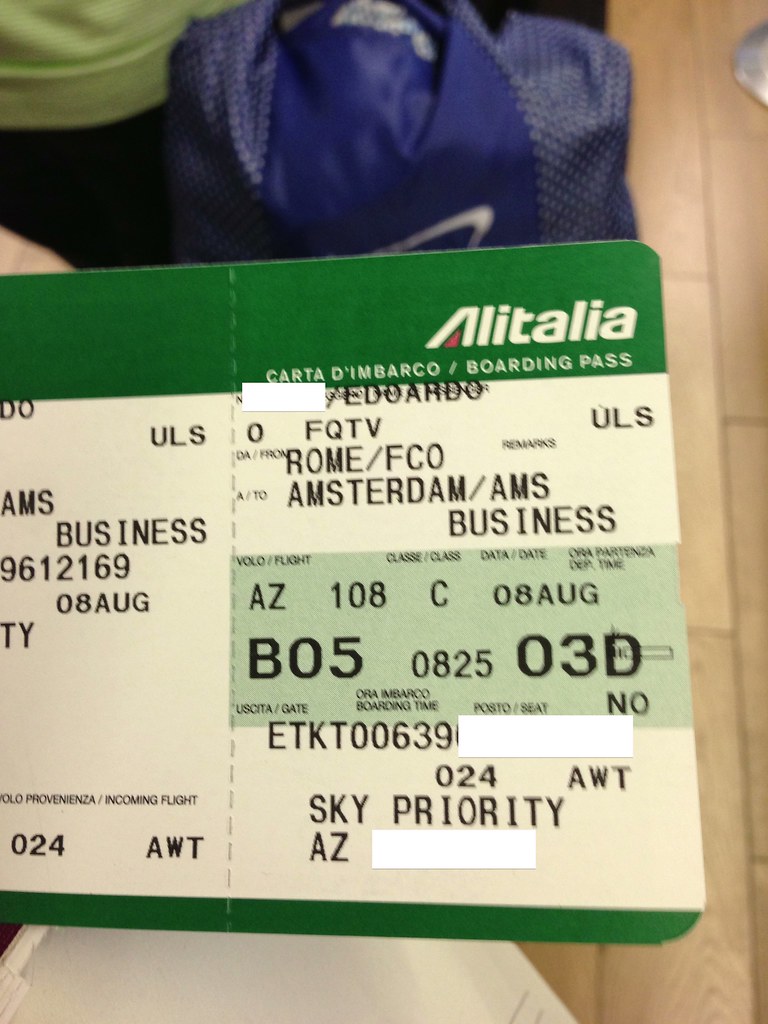 Alitalia
CARTA D'IMBARCO / BOARDING PASS
DO
ULS
AMS
BUSINESS
9612169
08AUG
TY
VOLO PROVENIENZA / INCOMING FLIGHT
024 AWT
/EDOARDO
0 FQTV ULS
DA / FROM ROME/FCO REMARKS
A / TO AMSTERDAM/AMS
BUSINESS
VOLO / FLIGHT CLASSE / CLASS DATA / DATE ORA PARTENZA
DEP. TIME
AZ 108 C 08AUG
B05 0825 03D
USCITA / GATE ORA IMBARCO
BOARDING TIME POSTO / SEAT NO
ETKT00639
024 AWT
SKY PRIORITY
AZ